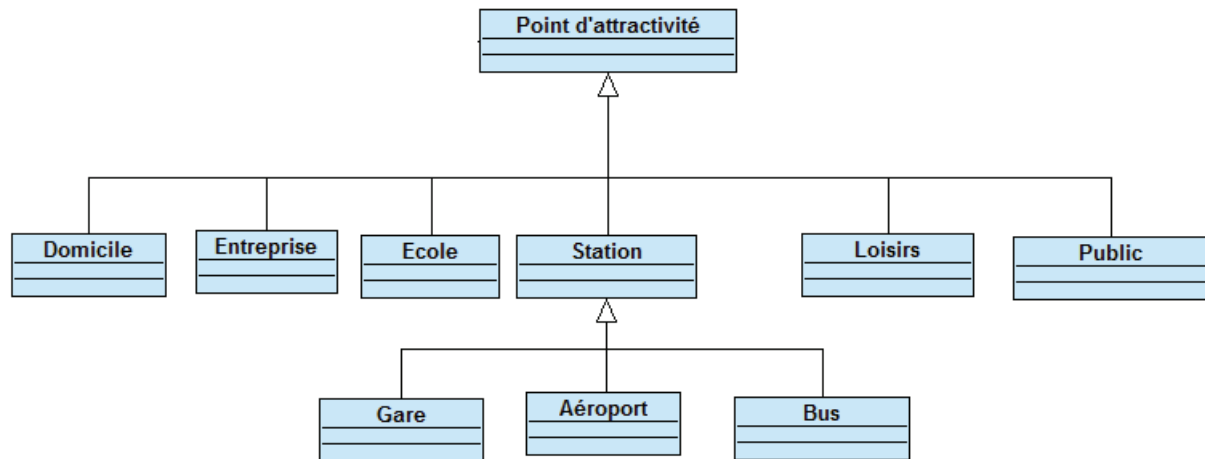 Point d'attractivité
Domicile
Entreprise
Ecole
Station
Loisirs
Public
Gare
Aéroport
Bus